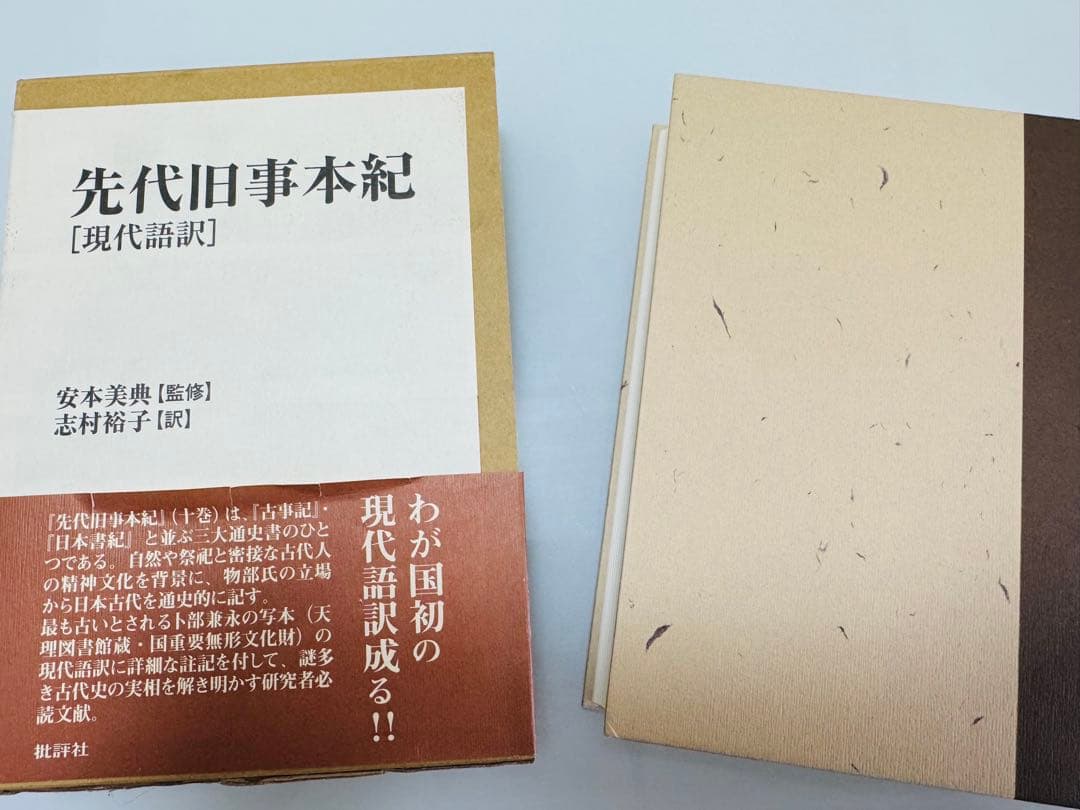 先代旧事本紀
[現代語訳]
安本美典【監修】
志村裕子【訳】
わが国初の
現代語訳成る!!
『先代旧事本紀』(十巻)は、『古事記』・
『日本書紀』と並ぶ三大通史書のひと
つである。自然や祭祀と密接な古代人
の精神文化を背景に、物部氏の立場
から日本古代を通史的に記す。
最も古いとされる卜部兼永の写本(天
理図書館蔵・国重要無形文化財)の
現代語訳に詳細な註記を付して、謎多
き古代史の実相を解き明かす研究者必
読文献。
批評社